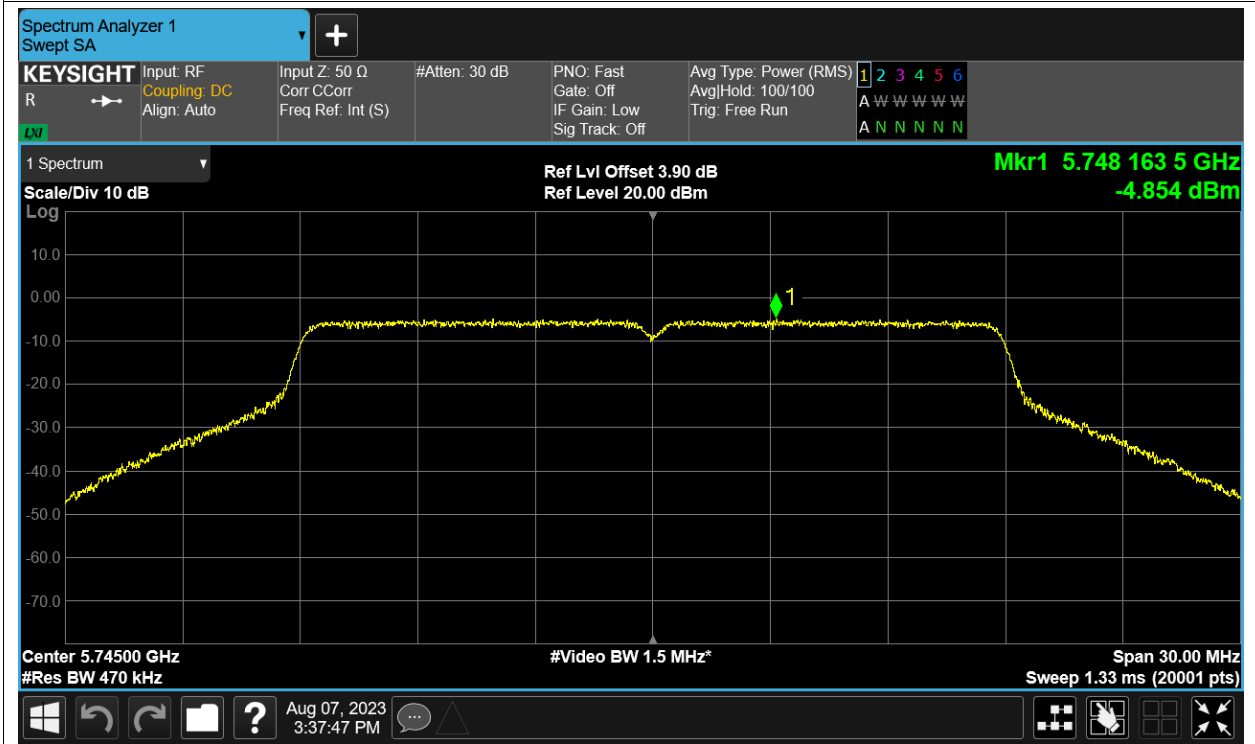 Spectrum Analyzer 1
Swept SA
+
KEYSIGHT
R
LXI
Input: RF
Coupling: DC
Align: Auto
Input Z: 50 Ω
Corr CCorr
Freq Ref: Int (S)
#Atten: 30 dB
PNO: Fast
Gate: Off
IF Gain: Low
Sig Track: Off
Avg Type: Power (RMS)
Avg|Hold: 100/100
Trig: Free Run
1 2 3 4 5 6
A W W W W W
A N N N N N
1 Spectrum
Scale/Div 10 dB
Log
Ref Lvl Offset 3.90 dB
Ref Level 20.00 dBm
Mkr1 5.748 163 5 GHz
-4.854 dBm
10.0
0.00
1
-10.0
-20.0
-30.0
-40.0
-50.0
-60.0
-70.0
Center 5.74500 GHz
#Video BW 1.5 MHz*
Span 30.00 MHz
#Res BW 470 kHz
Sweep 1.33 ms (20001 pts)
?
Aug 07, 2023
3:37:47 PM